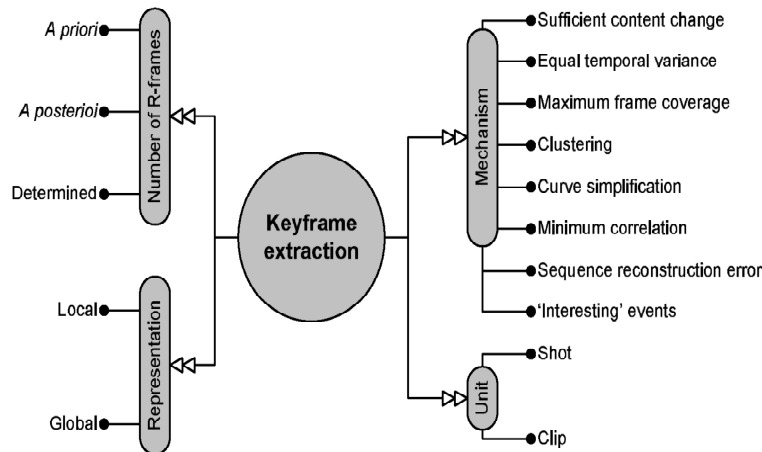 A priori
A posterioi
Determined
Number of R-frames
Local
Global
Representation
Keyframe
extraction
Mechanism
Sufficient content change
Equal temporal variance
Maximum frame coverage
Clustering
Curve simplification
Minimum correlation
Sequence reconstruction error
‘Interesting’ events
Unit
Shot
Clip